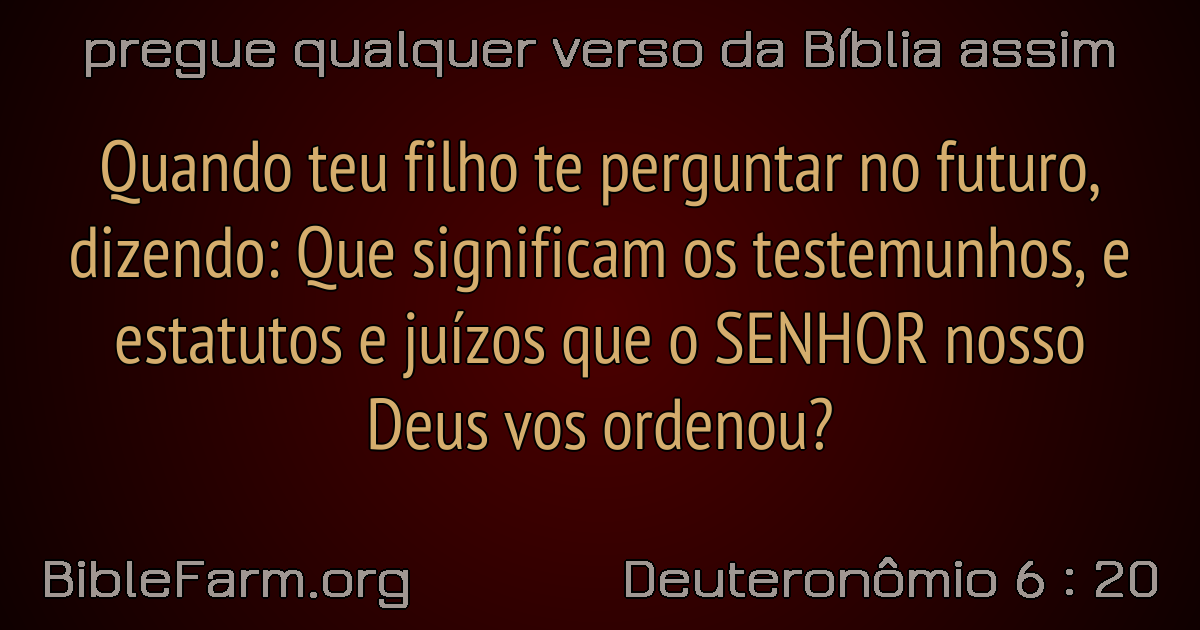 pregue qualquer verso da Bíblia assim
Quando teu filho te perguntar no futuro,
dizendo: Que significam os testemunhos, e
estatutos e juízos que o SENHOR nosso
Deus vos ordenou?
BibleFarm.org
Deuteronômio 6 : 20